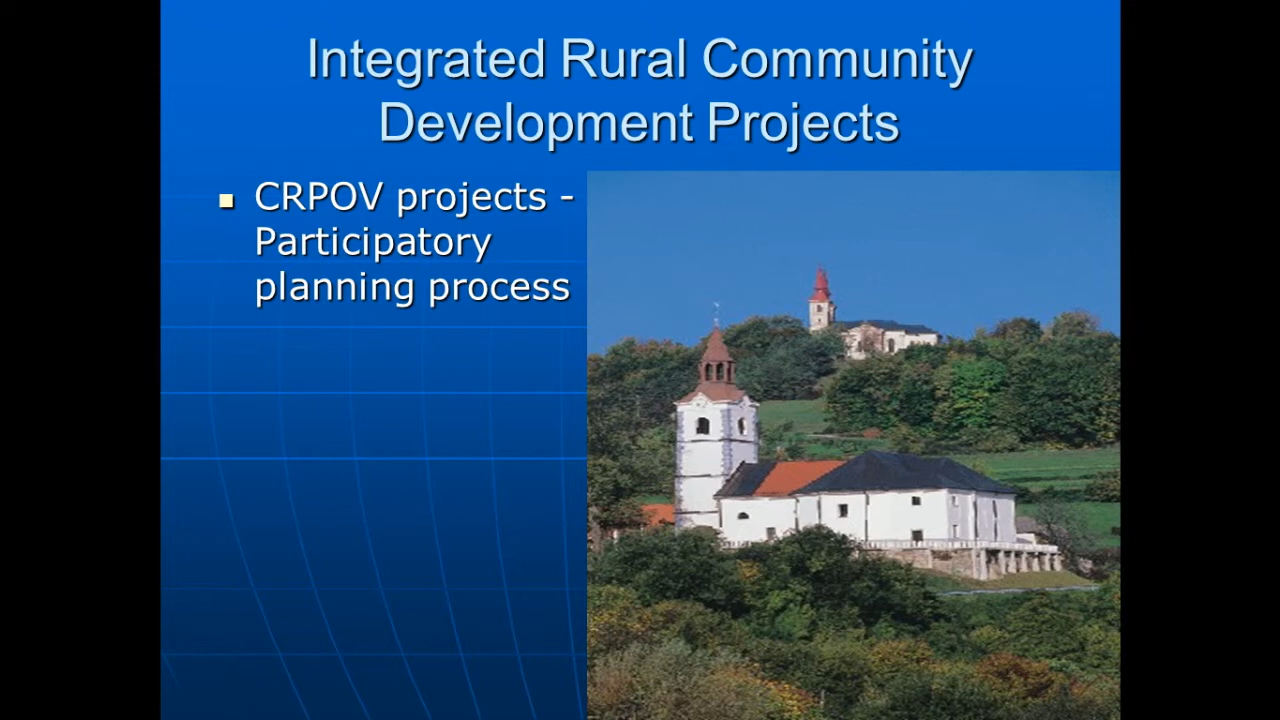 Integrated Rural Community
Development Projects
CRPOV projects -
Participatory
planning process